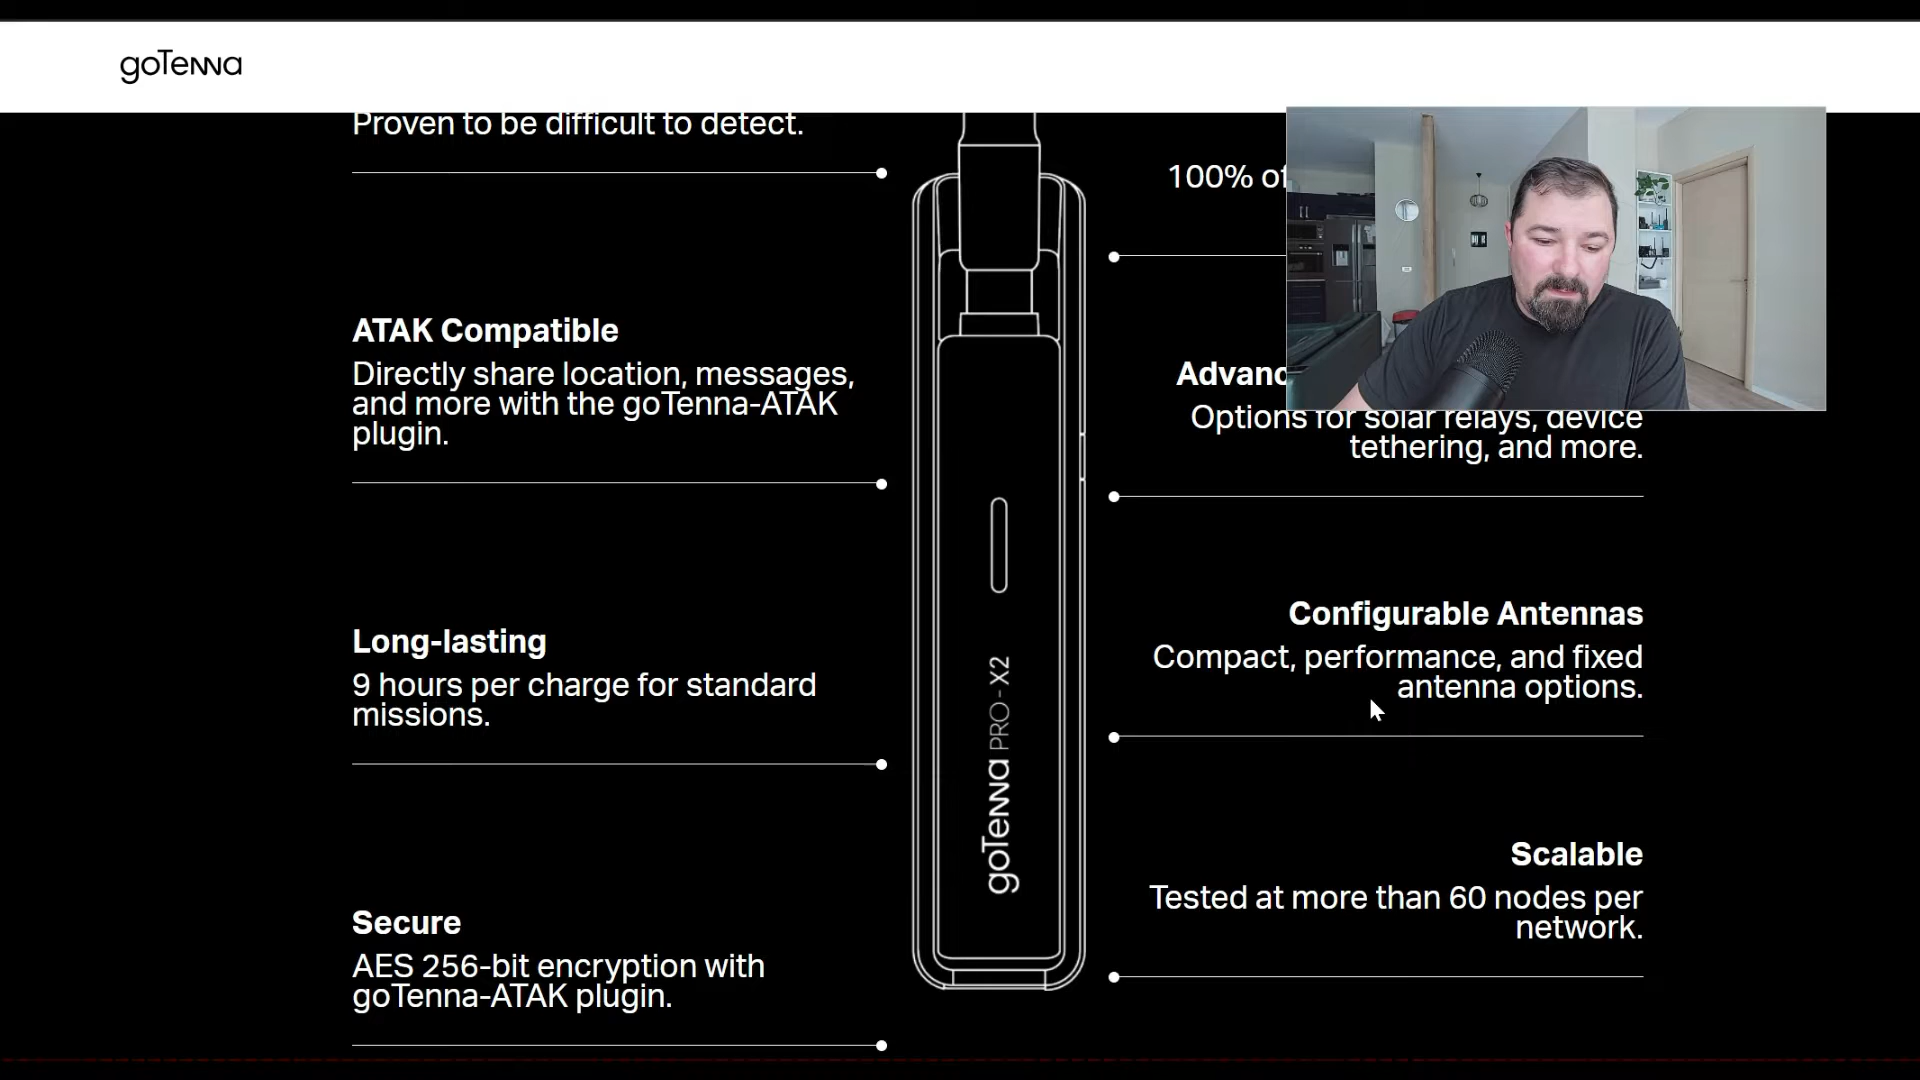 goTenna
Proven to be difficult to detect.
ATAK Compatible
Directly share location, messages,
and more with the goTenna-ATAK
plugin.
Long-lasting
9 hours per charge for standard
missions.
Secure
AES 256-bit encryption with
goTenna-ATAK plugin.
goTenna PRO - X2
100%
Options for solar relays, device
tethering, and more.
Configurable Antennas
Compact, performance, and fixed
antenna options.
Scalable
Tested at more than 60 nodes per
network.